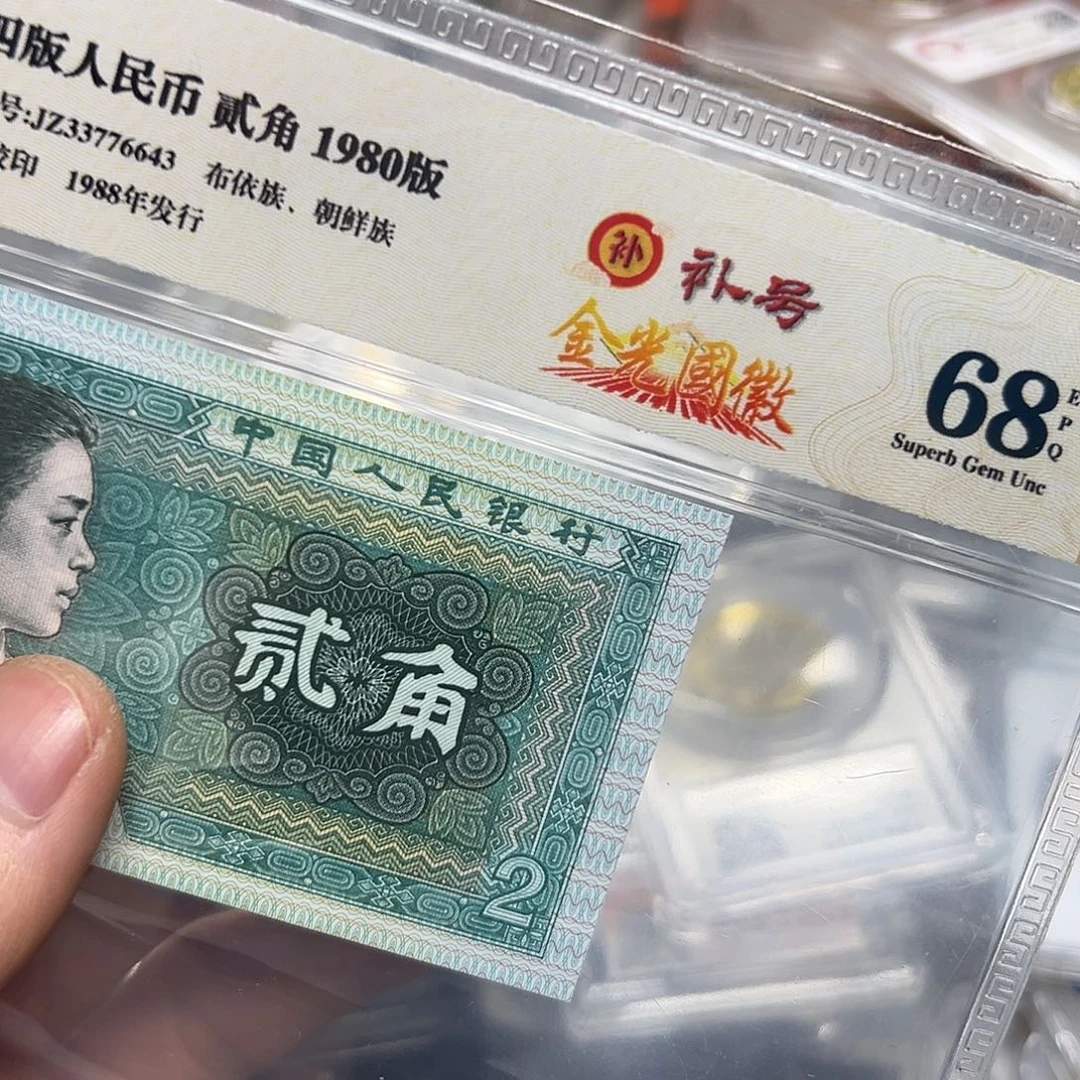 四版人民币 贰角 1980版
号:JZ33776643 布依族、朝鲜族
胶印 1988年发行
补 补号
金光國徽
68 EPQ
Superb Gem Unc
中国人民银行
贰角
2